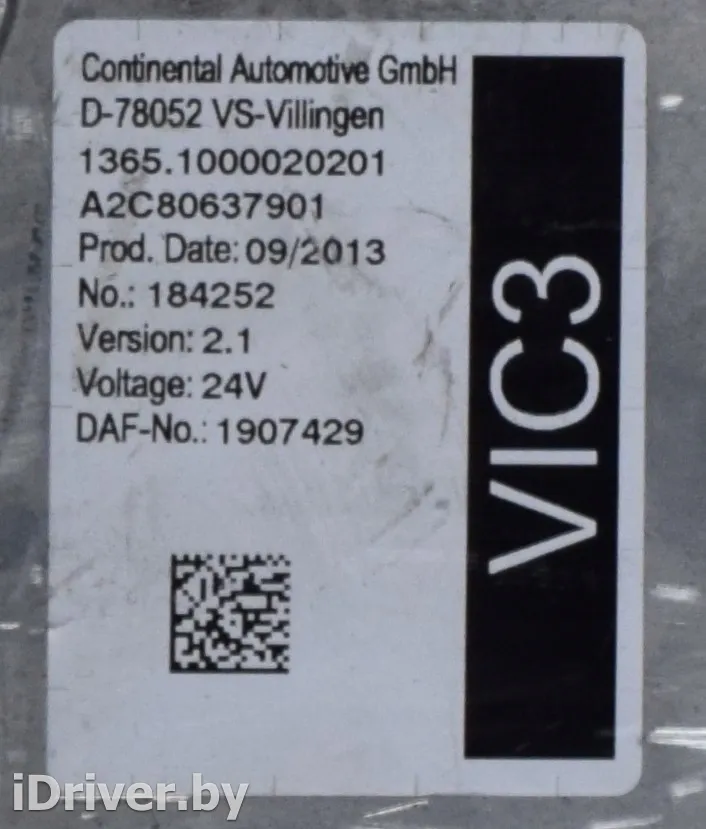 Continental Automotive GmbH
D-78052 VS-Villingen
1365.1000020201
A2C80637901
Prod. Date: 09/2013
No.: 184252
Version: 2.1
Voltage: 24V
DAF-No.: 1907429
VIC3
iDriver.by